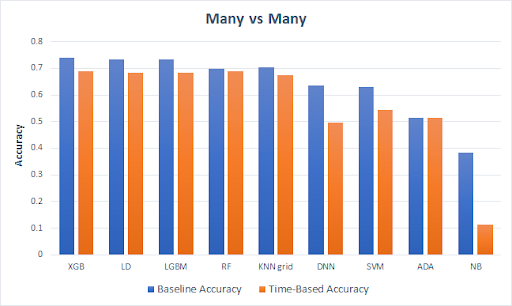 Many vs Many
0.8
0.7
0.6
0.5
0.4
0.3
0.2
0.1
0
Accuracy
XGB LD LGBM RF KNN grid DNN SVM ADA NB
Baseline Accuracy Time-Based Accuracy